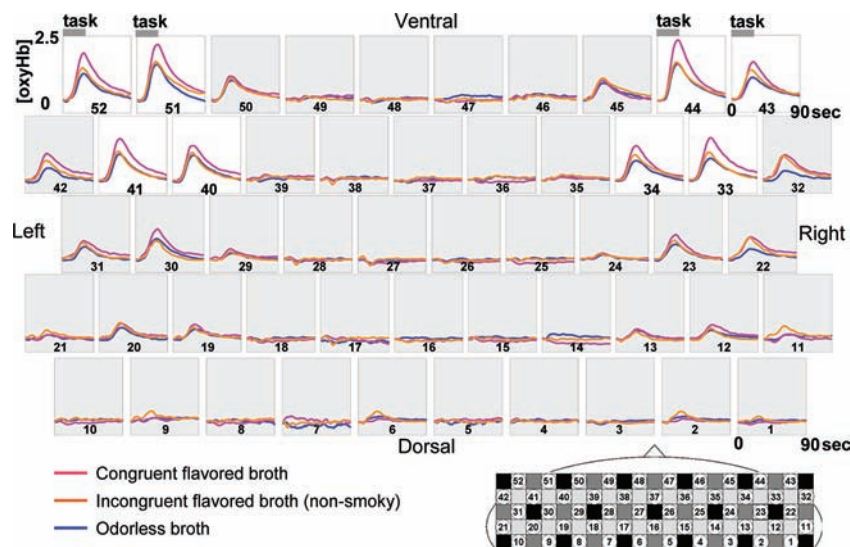 Ventral
task task task task
2.5
[oxyHb]
0
52 51 50 49 48 47 46 45 44 43
0 90 sec
42 41 40 39 38 37 36 35 34 33 32
Left
Right
31 30 29 28 27 26 25 24 23 22
21 20 19 18 17 16 15 14 13 12 11
10 9 8 7 6 5 4 3 2 1
Dorsal
0 90 sec
Congruent flavored broth
Incongruent flavored broth (non-smoky)
Odorless broth
52 51 50 49 48 47 46 45 44 43
42 41 40 39 38 37 36 35 34 33 32
31 30 29 28 27 26 25 24 23 22
21 20 19 18 17 16 15 14 13 12 11
10 9 8 7 6 5 4 3 2 1